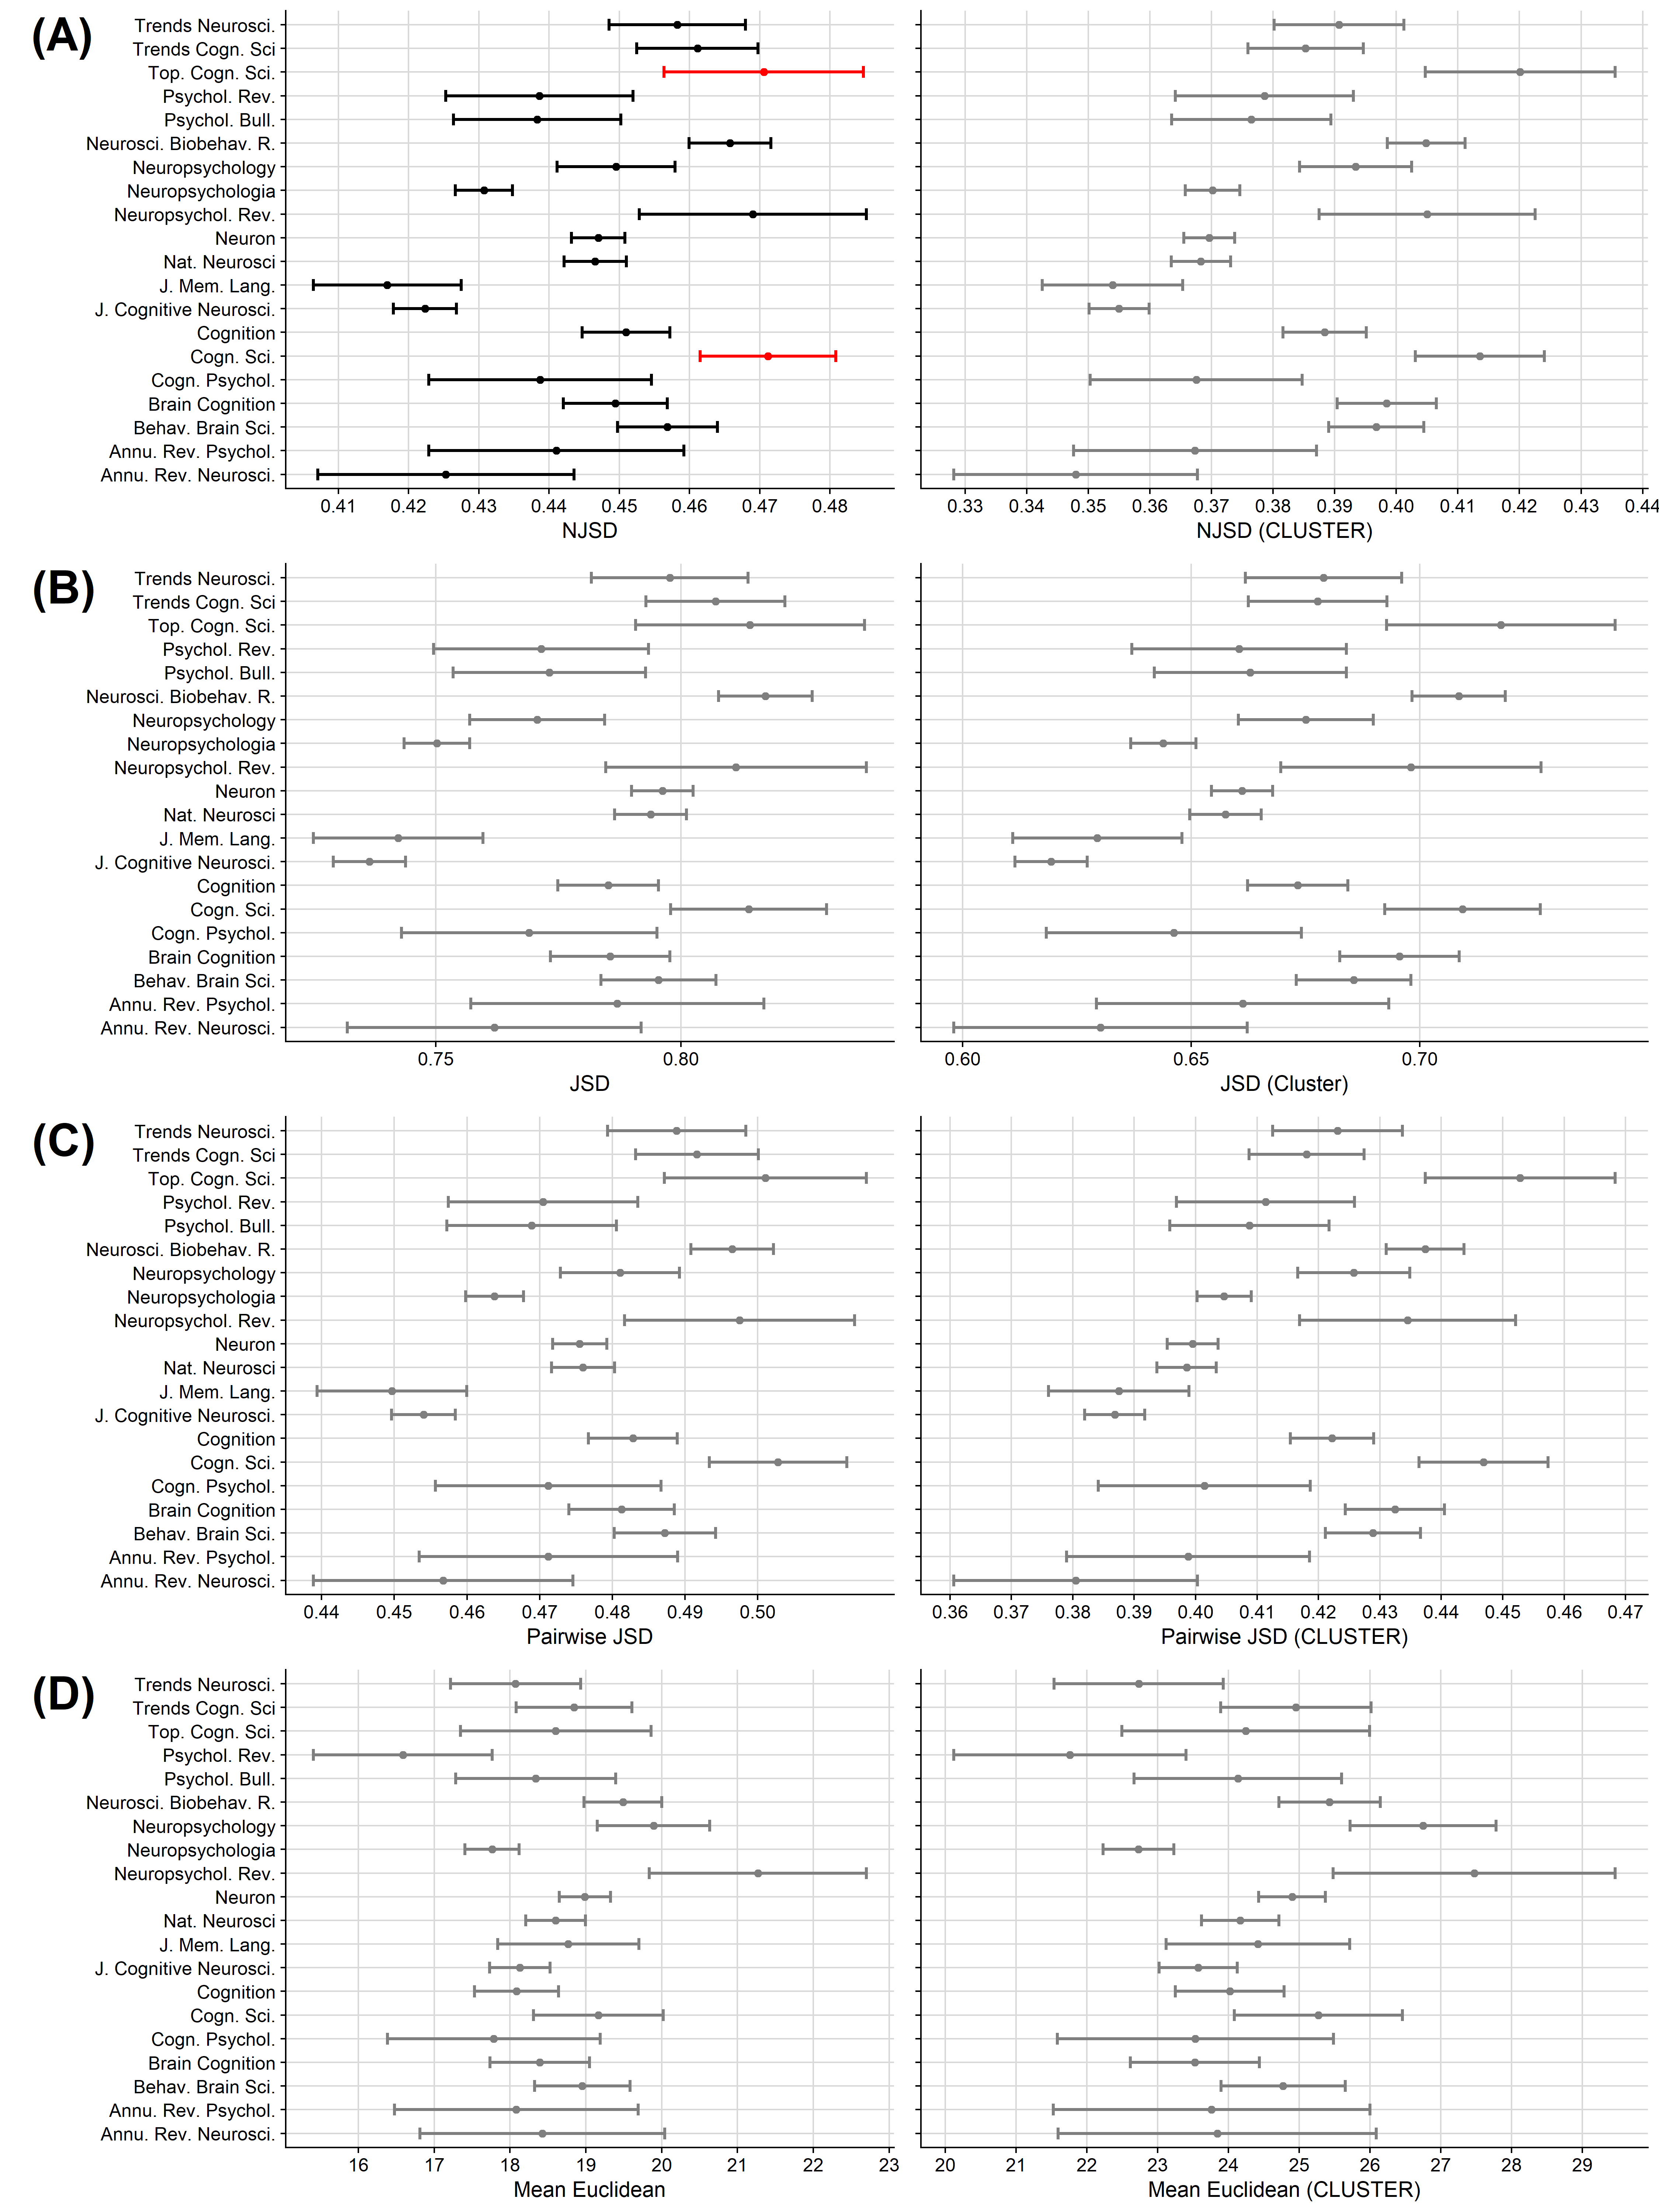 (A)
Trends Neurosci.
Trends Cogn. Sci
Top. Cogn. Sci.
Psychol. Rev.
Psychol. Bull.
Neurosci. Biobehav. R.
Neuropsychology
Neuropsychologia
Neuropsychol. Rev.
Neuron
Nat. Neurosci
J. Mem. Lang.
J. Cognitive Neurosci.
Cognition
Cogn. Sci.
Cogn. Psychol.
Brain Cognition
Behav. Brain Sci.
Annu. Rev. Psychol.
Annu. Rev. Neurosci.
0.41 0.42 0.43 0.44 0.45 0.46 0.47 0.48
NJSD
0.33 0.34 0.35 0.36 0.37 0.38 0.39 0.40 0.41 0.42 0.43 0.44
NJSD (CLUSTER)
(B)
Trends Neurosci.
Trends Cogn. Sci
Top. Cogn. Sci.
Psychol. Rev.
Psychol. Bull.
Neurosci. Biobehav. R.
Neuropsychology
Neuropsychologia
Neuropsychol. Rev.
Neuron
Nat. Neurosci
J. Mem. Lang.
J. Cognitive Neurosci.
Cognition
Cogn. Sci.
Cogn. Psychol.
Brain Cognition
Behav. Brain Sci.
Annu. Rev. Psychol.
Annu. Rev. Neurosci.
0.75 0.80
JSD
0.60 0.65 0.70
JSD (Cluster)
(C)
Trends Neurosci.
Trends Cogn. Sci
Top. Cogn. Sci.
Psychol. Rev.
Psychol. Bull.
Neurosci. Biobehav. R.
Neuropsychology
Neuropsychologia
Neuropsychol. Rev.
Neuron
Nat. Neurosci
J. Mem. Lang.
J. Cognitive Neurosci.
Cognition
Cogn. Sci.
Cogn. Psychol.
Brain Cognition
Behav. Brain Sci.
Annu. Rev. Psychol.
Annu. Rev. Neurosci.
0.44 0.45 0.46 0.47 0.48 0.49 0.50
Pairwise JSD
0.36 0.37 0.38 0.39 0.40 0.41 0.42 0.43 0.44 0.45 0.46 0.47
Pairwise JSD (CLUSTER)
(D)
Trends Neurosci.
Trends Cogn. Sci
Top. Cogn. Sci.
Psychol. Rev.
Psychol. Bull.
Neurosci. Biobehav. R.
Neuropsychology
Neuropsychologia
Neuropsychol. Rev.
Neuron
Nat. Neurosci
J. Mem. Lang.
J. Cognitive Neurosci.
Cognition
Cogn. Sci.
Cogn. Psychol.
Brain Cognition
Behav. Brain Sci.
Annu. Rev. Psychol.
Annu. Rev. Neurosci.
16 17 18 19 20 21 22 23
Mean Euclidean
20 21 22 23 24 25 26 27 28 29
Mean Euclidean (CLUSTER)